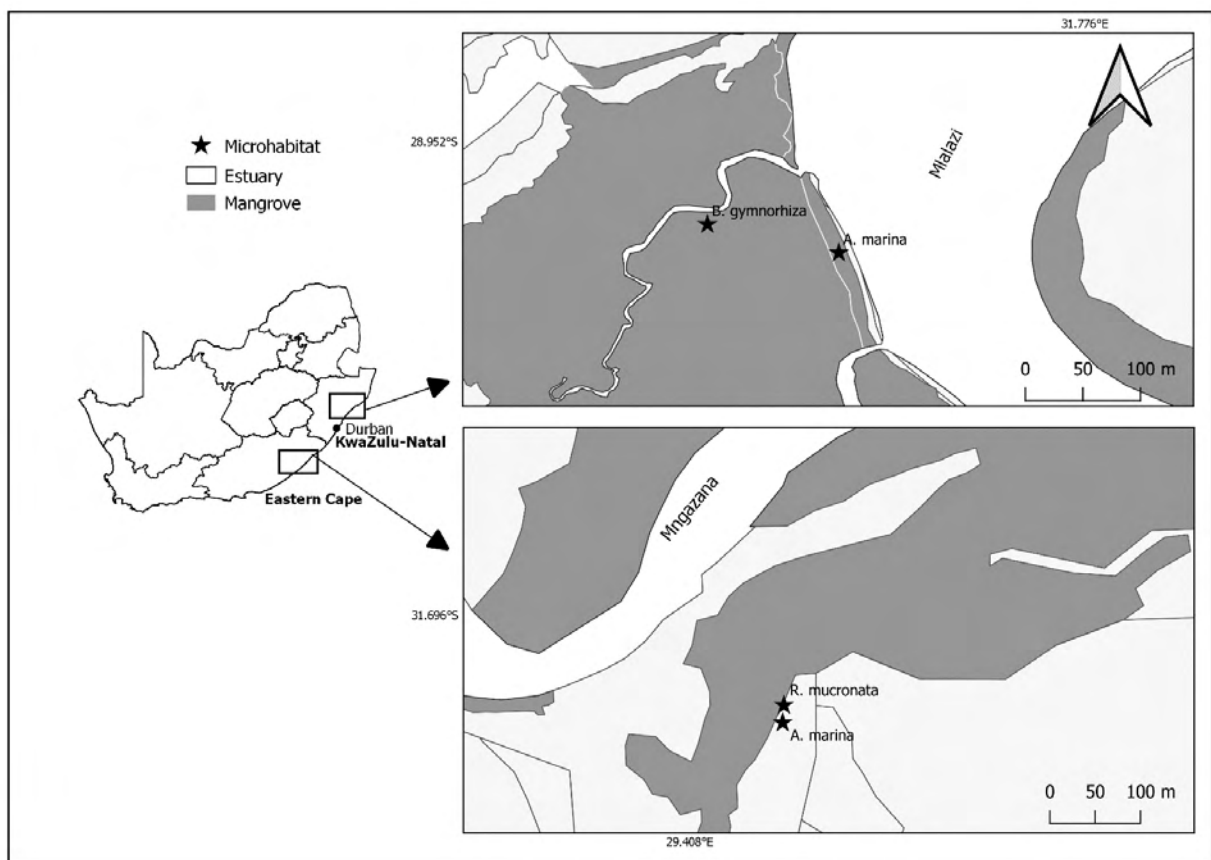 31.776°E
Microhabitat
Estuary
Mangrove
28.952°S
Mlalazi
B. gymnorhiza
A. marina
0 50 100 m
Durban
KwaZulu-Natal
Eastern Cape
Mngazana
31.696°S
R. mucronata
A. marina
0 50 100 m
29.408°E